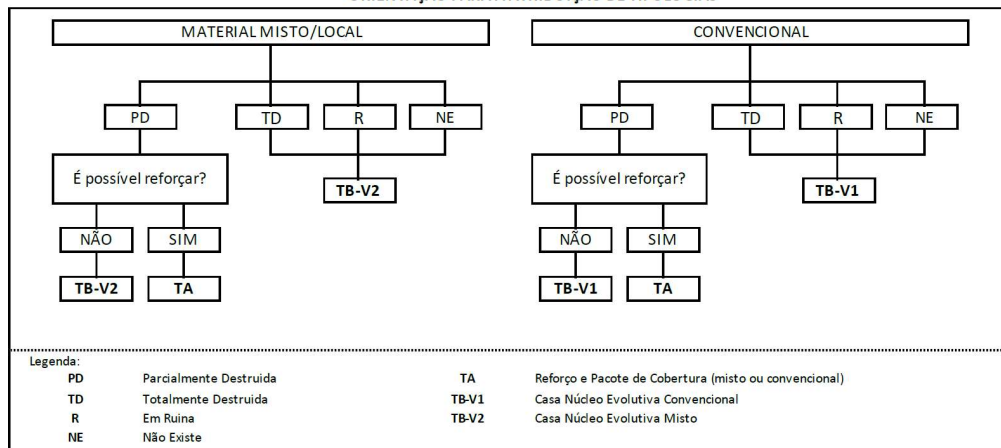 MATERIAL MISTO/LOCAL
CONVENCIONAL
PD
TD
R
NE
PD
TD
R
NE
É possível reforçar?
TB-V2
É possível reforçar?
TB-V1
NÃO
SIM
NÃO
SIM
TB-V2
TA
TB-V1
TA
Legenda:
PD Parcialmente Destruida
TA Reforço e Pacote de Cobertura (misto ou convencional)
TD Totalmente Destruida
TB-V1 Casa Núcleo Evolutiva Convencional
R Em Ruina
TB-V2 Casa Núcleo Evolutiva Misto
NE Não Existe